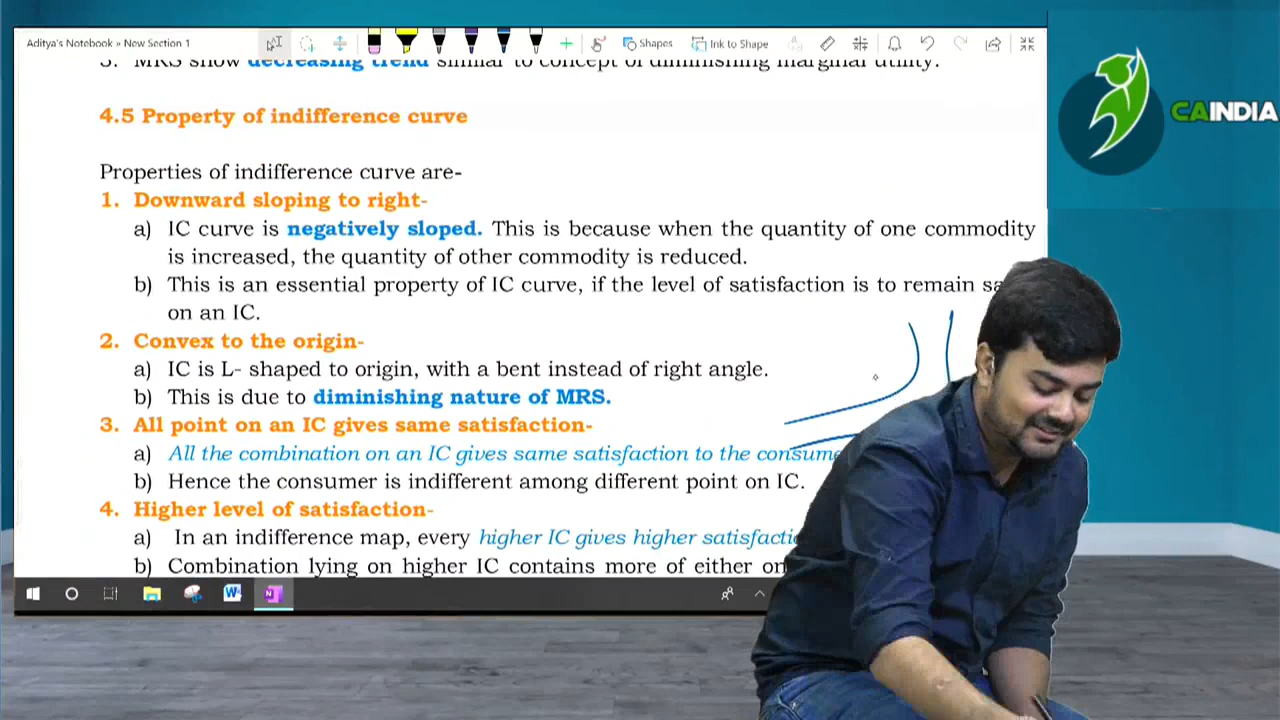 Aditya's Notebook » New Section 1
Shapes
Ink to Shape
CAINDIA
3. MRS show decreasing trend similar to concept of diminishing marginal utility.
4.5 Property of indifference curve
Properties of indifference curve are-
1. Downward sloping to right-
a) IC curve is negatively sloped. This is because when the quantity of one commodity
is increased, the quantity of other commodity is reduced.
b) This is an essential property of IC curve, if the level of satisfaction is to remain
on an IC.
2. Convex to the origin-
a) IC is L- shaped to origin, with a bent instead of right angle.
b) This is due to diminishing nature of MRS.
3. All point on an IC gives same satisfaction-
a) All the combination on an IC gives same satisfaction to the consume
b) Hence the consumer is indifferent among different point on IC.
4. Higher level of satisfaction-
a) In an indifference map, every higher IC gives higher satisfacti
b) Combination lying on higher IC contains more of either